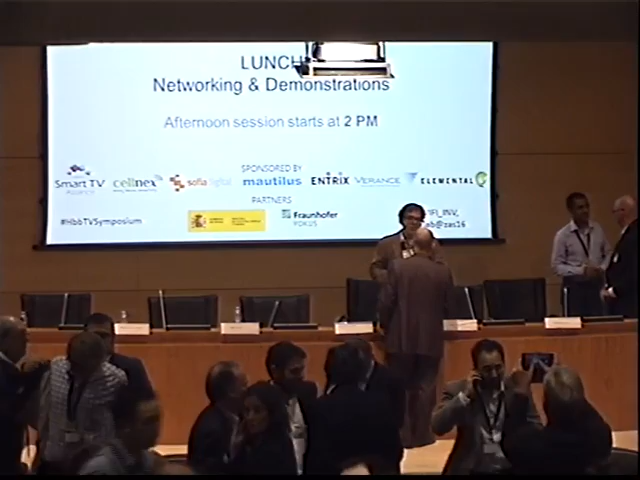 LUNCH
Networking & Demonstrations
Afternoon session starts at 2 PM
SPONSORED BY
Smart TV
Alliance
cellnex
sofia digital
mautilus
ENTRIX
VERANCE
ELEMENTAL
PARTNERS
#HbbTVSymposium
Fraunhofer
FOKUS